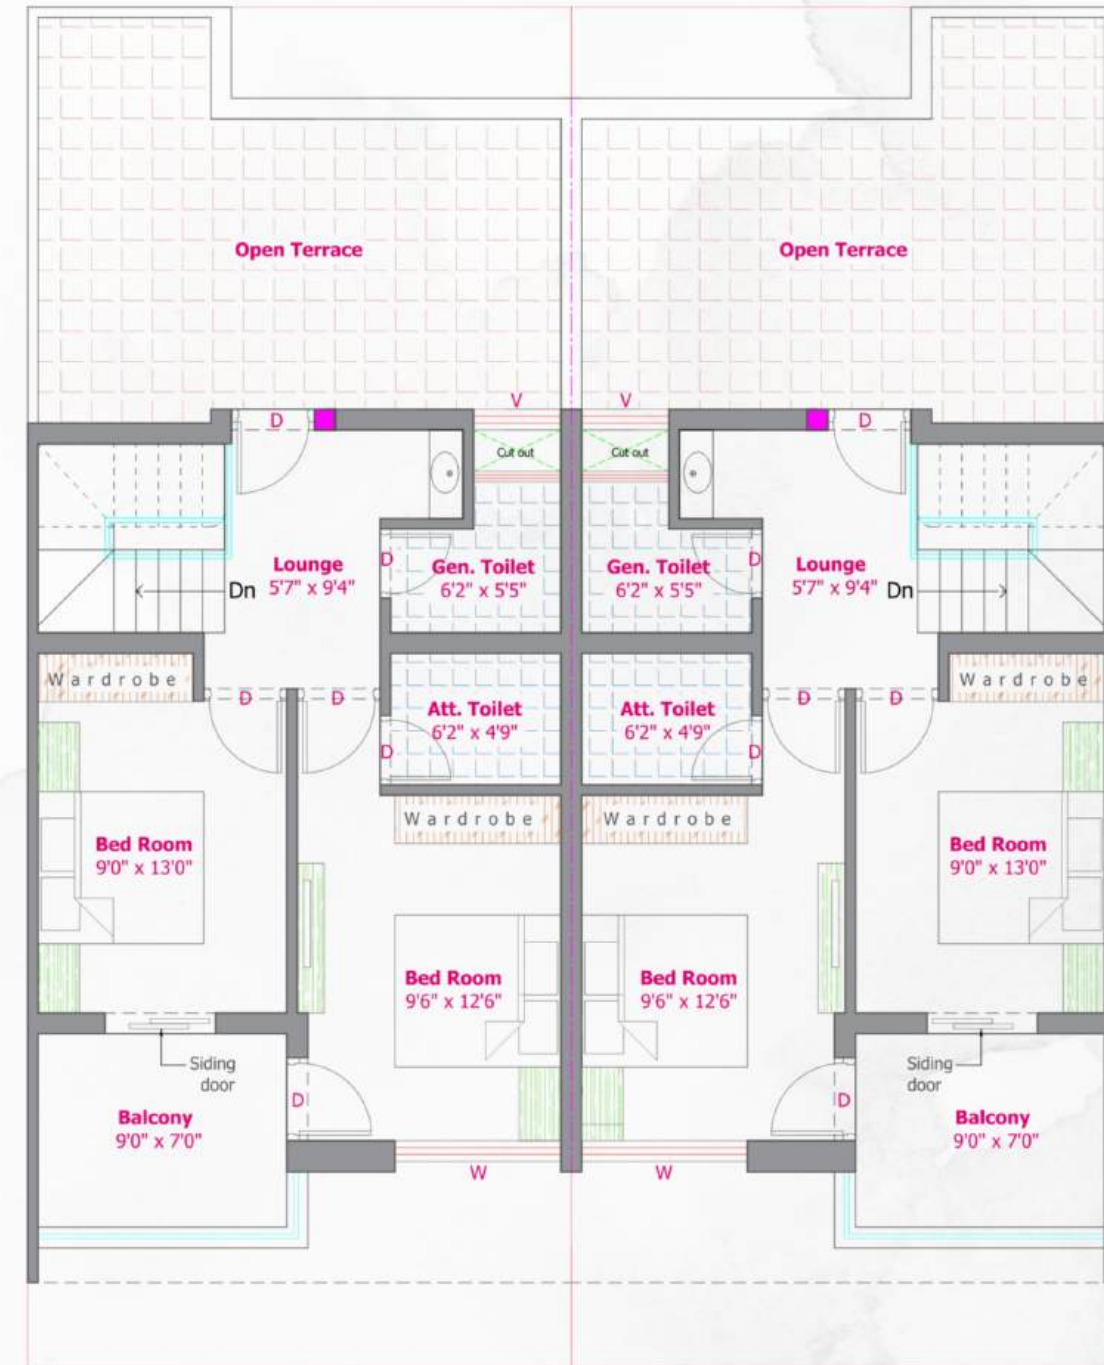 Open Terrace
Open Terrace
V
V
D
D
Cut out
Cut out
Lounge
5'7" x 9'4"
D
Gen. Toilet
6'2" x 5'5"
Gen. Toilet
6'2" x 5'5"
D
Lounge
5'7" x 9'4"
Dn
Dn
Wardrobe
Wardrobe
D
D
D
D
Att. Toilet
6'2" x 4'9"
Att. Toilet
6'2" x 4'9"
D
D
Wardrobe
Wardrobe
Bed Room
9'0" x 13'0"
Bed Room
9'0" x 13'0"
Bed Room
9'6" x 12'6"
Bed Room
9'6" x 12'6"
Siding
door
Siding
door
D
D
Balcony
9'0" x 7'0"
Balcony
9'0" x 7'0"
W
W